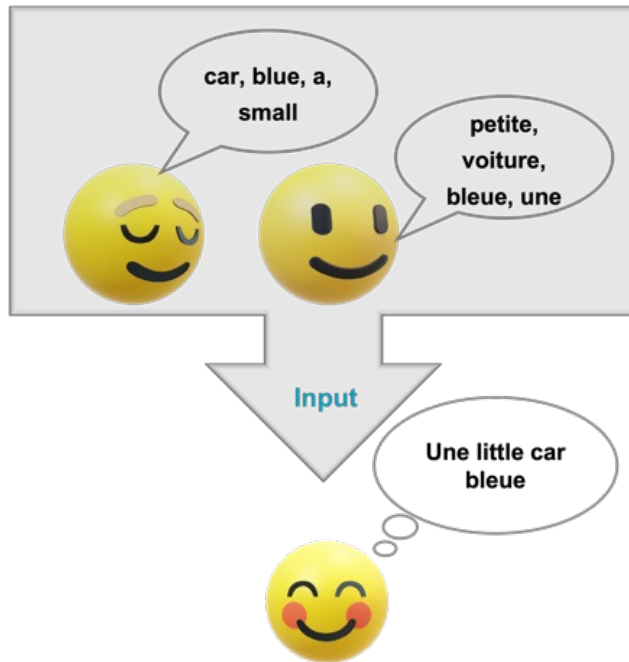 car, blue, a,
small
petite,
voiture,
bleue, une
Input
Une little car
bleue